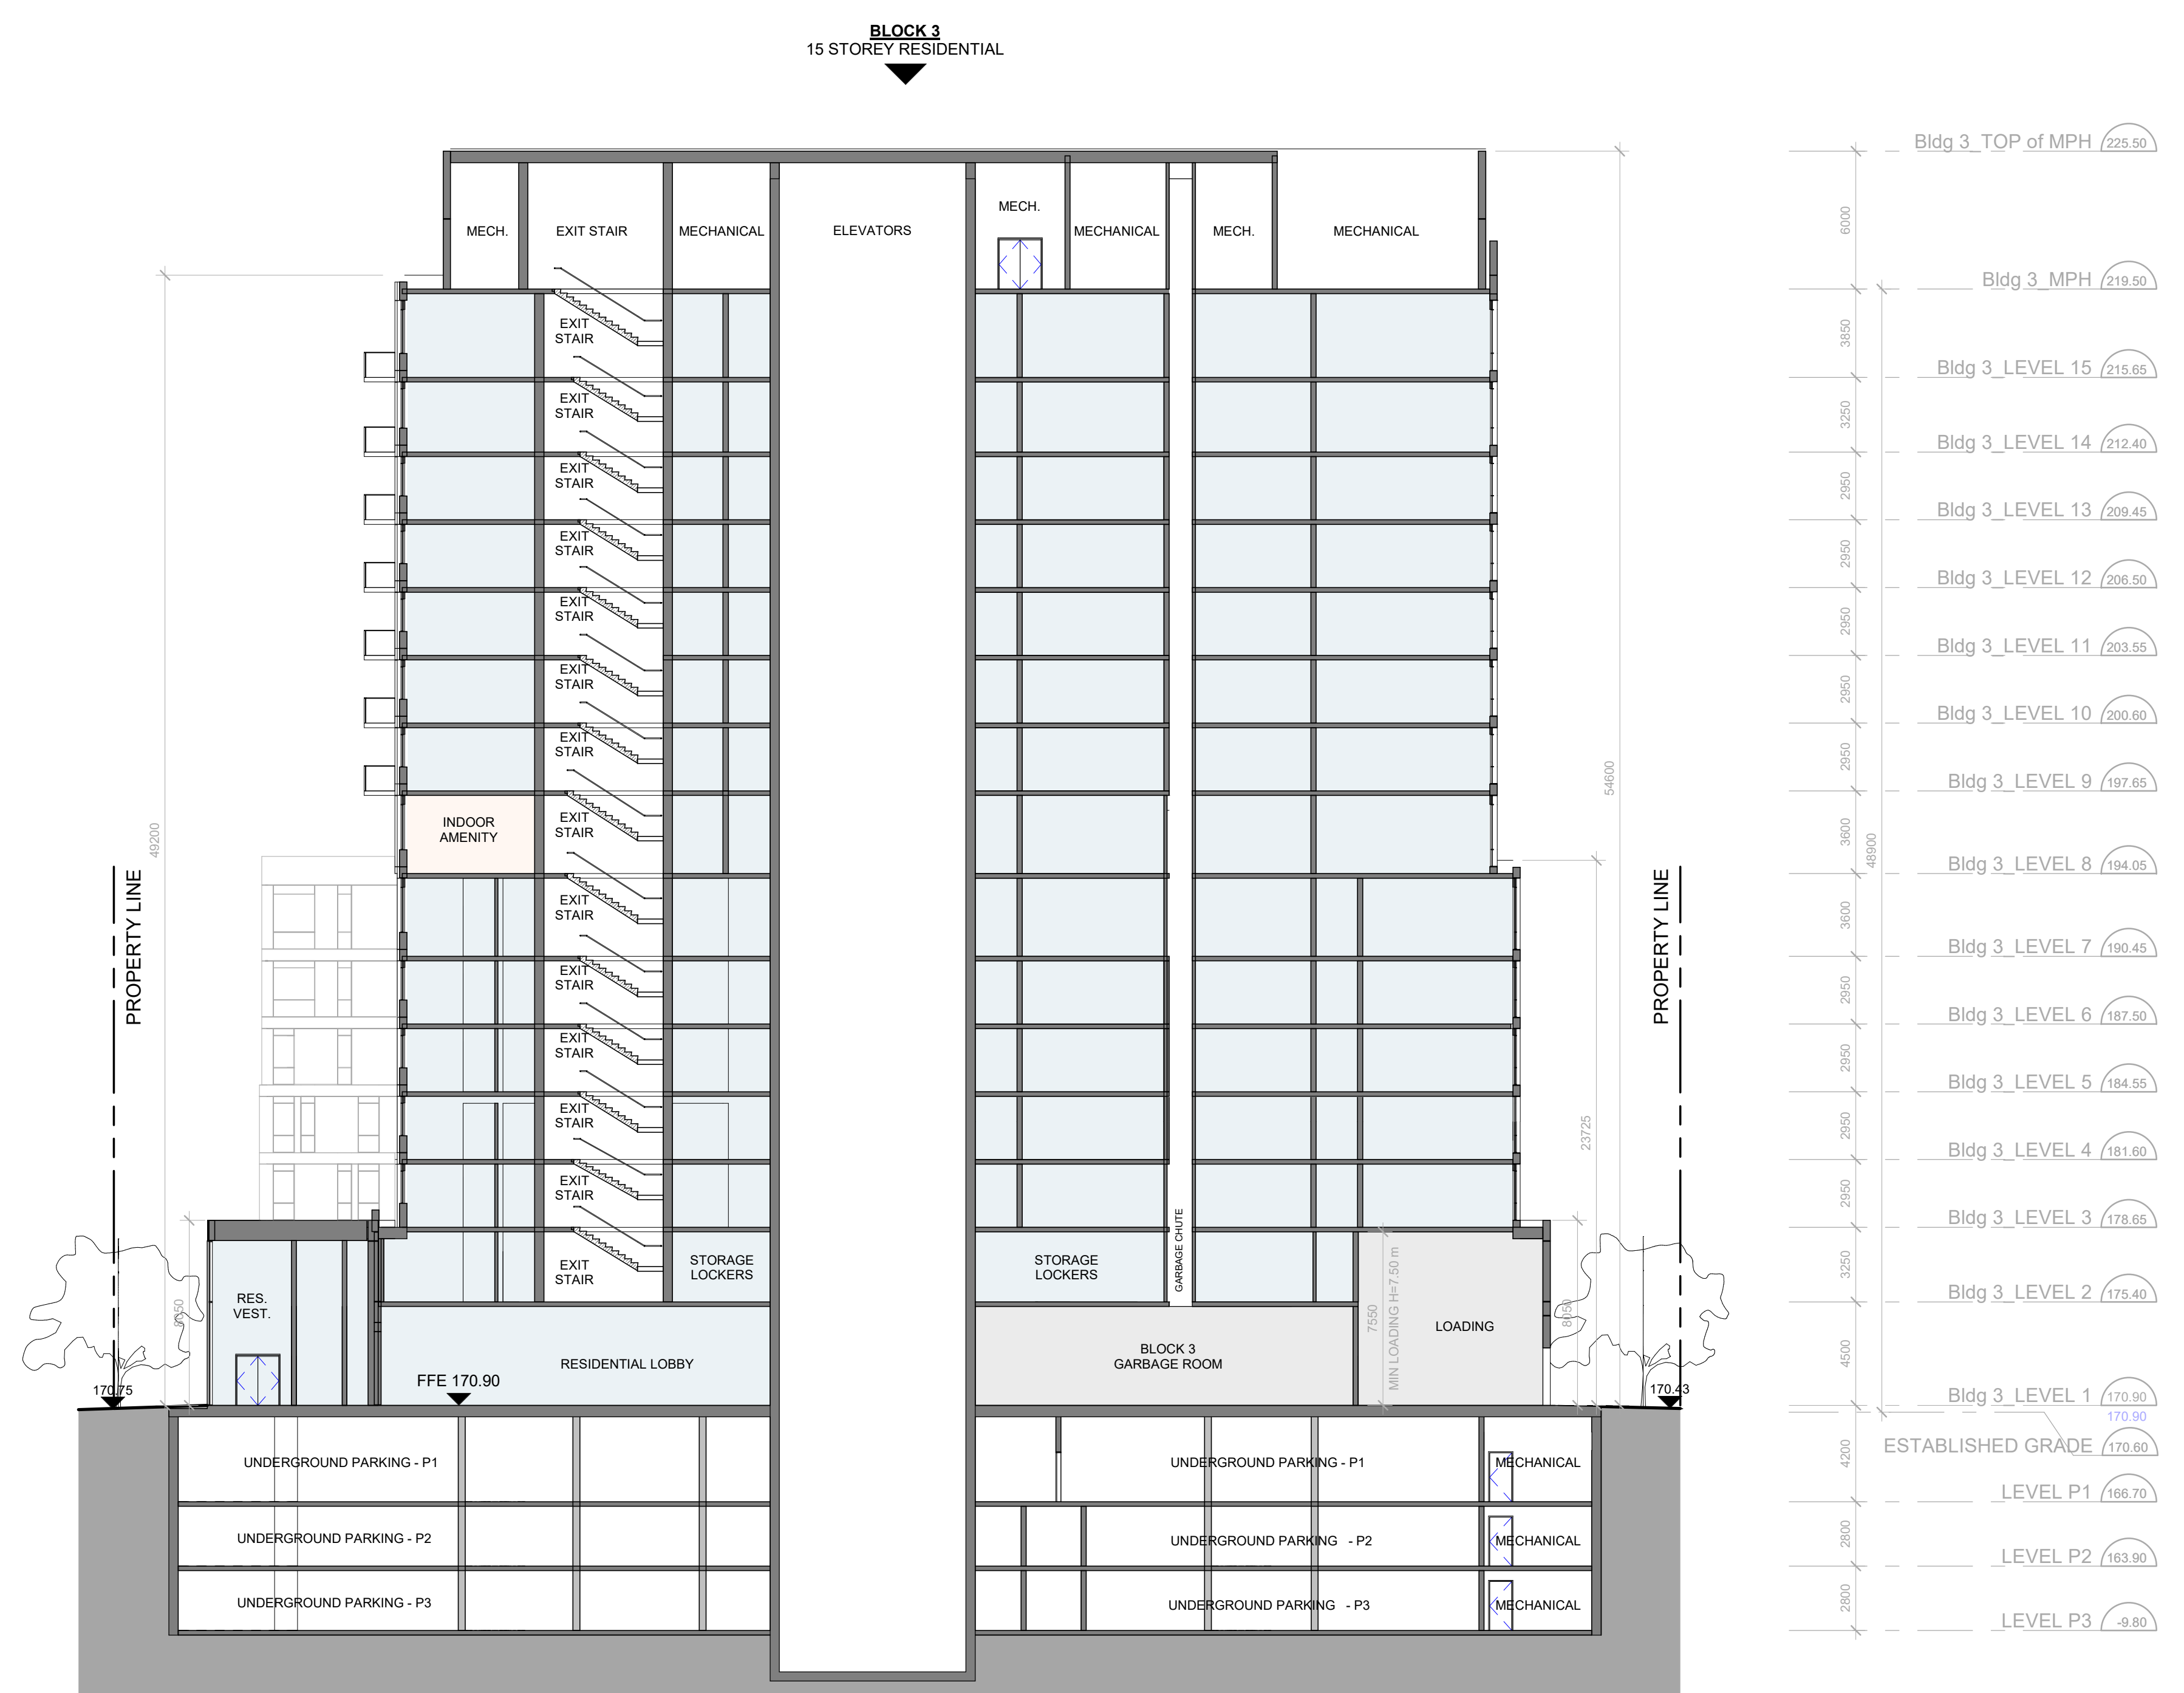 BLOCK 3
15 STOREY RESIDENTIAL
Bldg 3_TOP of MPH 225.50
6000
MECH.
EXIT STAIR
MECHANICAL
ELEVATORS
MECH.
MECHANICAL
MECH.
MECHANICAL
Bldg 3_MPH 219.50
3850
EXIT
STAIR
Bldg 3_LEVEL 15 215.65
3250
EXIT
STAIR
Bldg 3_LEVEL 14 212.40
2950
EXIT
STAIR
Bldg 3_LEVEL 13 209.45
2950
EXIT
STAIR
Bldg 3_LEVEL 12 206.50
2950
EXIT
STAIR
Bldg 3_LEVEL 11 203.55
2950
EXIT
STAIR
Bldg 3_LEVEL 10 200.60
2950
EXIT
STAIR
Bldg 3_LEVEL 9 197.65
54600
3600
48900
49200
INDOOR
AMENITY
EXIT
STAIR
Bldg 3_LEVEL 8 194.05
PROPERTY LINE
PROPERTY LINE
3600
EXIT
STAIR
Bldg 3_LEVEL 7 190.45
2950
EXIT
STAIR
Bldg 3_LEVEL 6 187.50
2950
EXIT
STAIR
Bldg 3_LEVEL 5 184.55
2950
23725
EXIT
STAIR
Bldg 3_LEVEL 4 181.60
2950
EXIT
STAIR
Bldg 3_LEVEL 3 178.65
3250
EXIT
STAIR
STORAGE
LOCKERS
STORAGE
LOCKERS
GARBAGE CHUTE
Bldg 3_LEVEL 2 175.40
4500
8050
RES.
VEST.
RESIDENTIAL LOBBY
FFE 170.90
BLOCK 3
GARBAGE ROOM
7550
MIN LOADING H=7.50 m
LOADING
8050
170.75
170.43
Bldg 3_LEVEL 1 170.90
170.90
ESTABLISHED GRADE 170.60
4200
UNDERGROUND PARKING - P1
UNDERGROUND PARKING - P1
MECHANICAL
LEVEL P1 166.70
2800
UNDERGROUND PARKING - P2
UNDERGROUND PARKING - P2
MECHANICAL
LEVEL P2 163.90
2800
UNDERGROUND PARKING - P3
UNDERGROUND PARKING - P3
MECHANICAL
LEVEL P3 -9.80